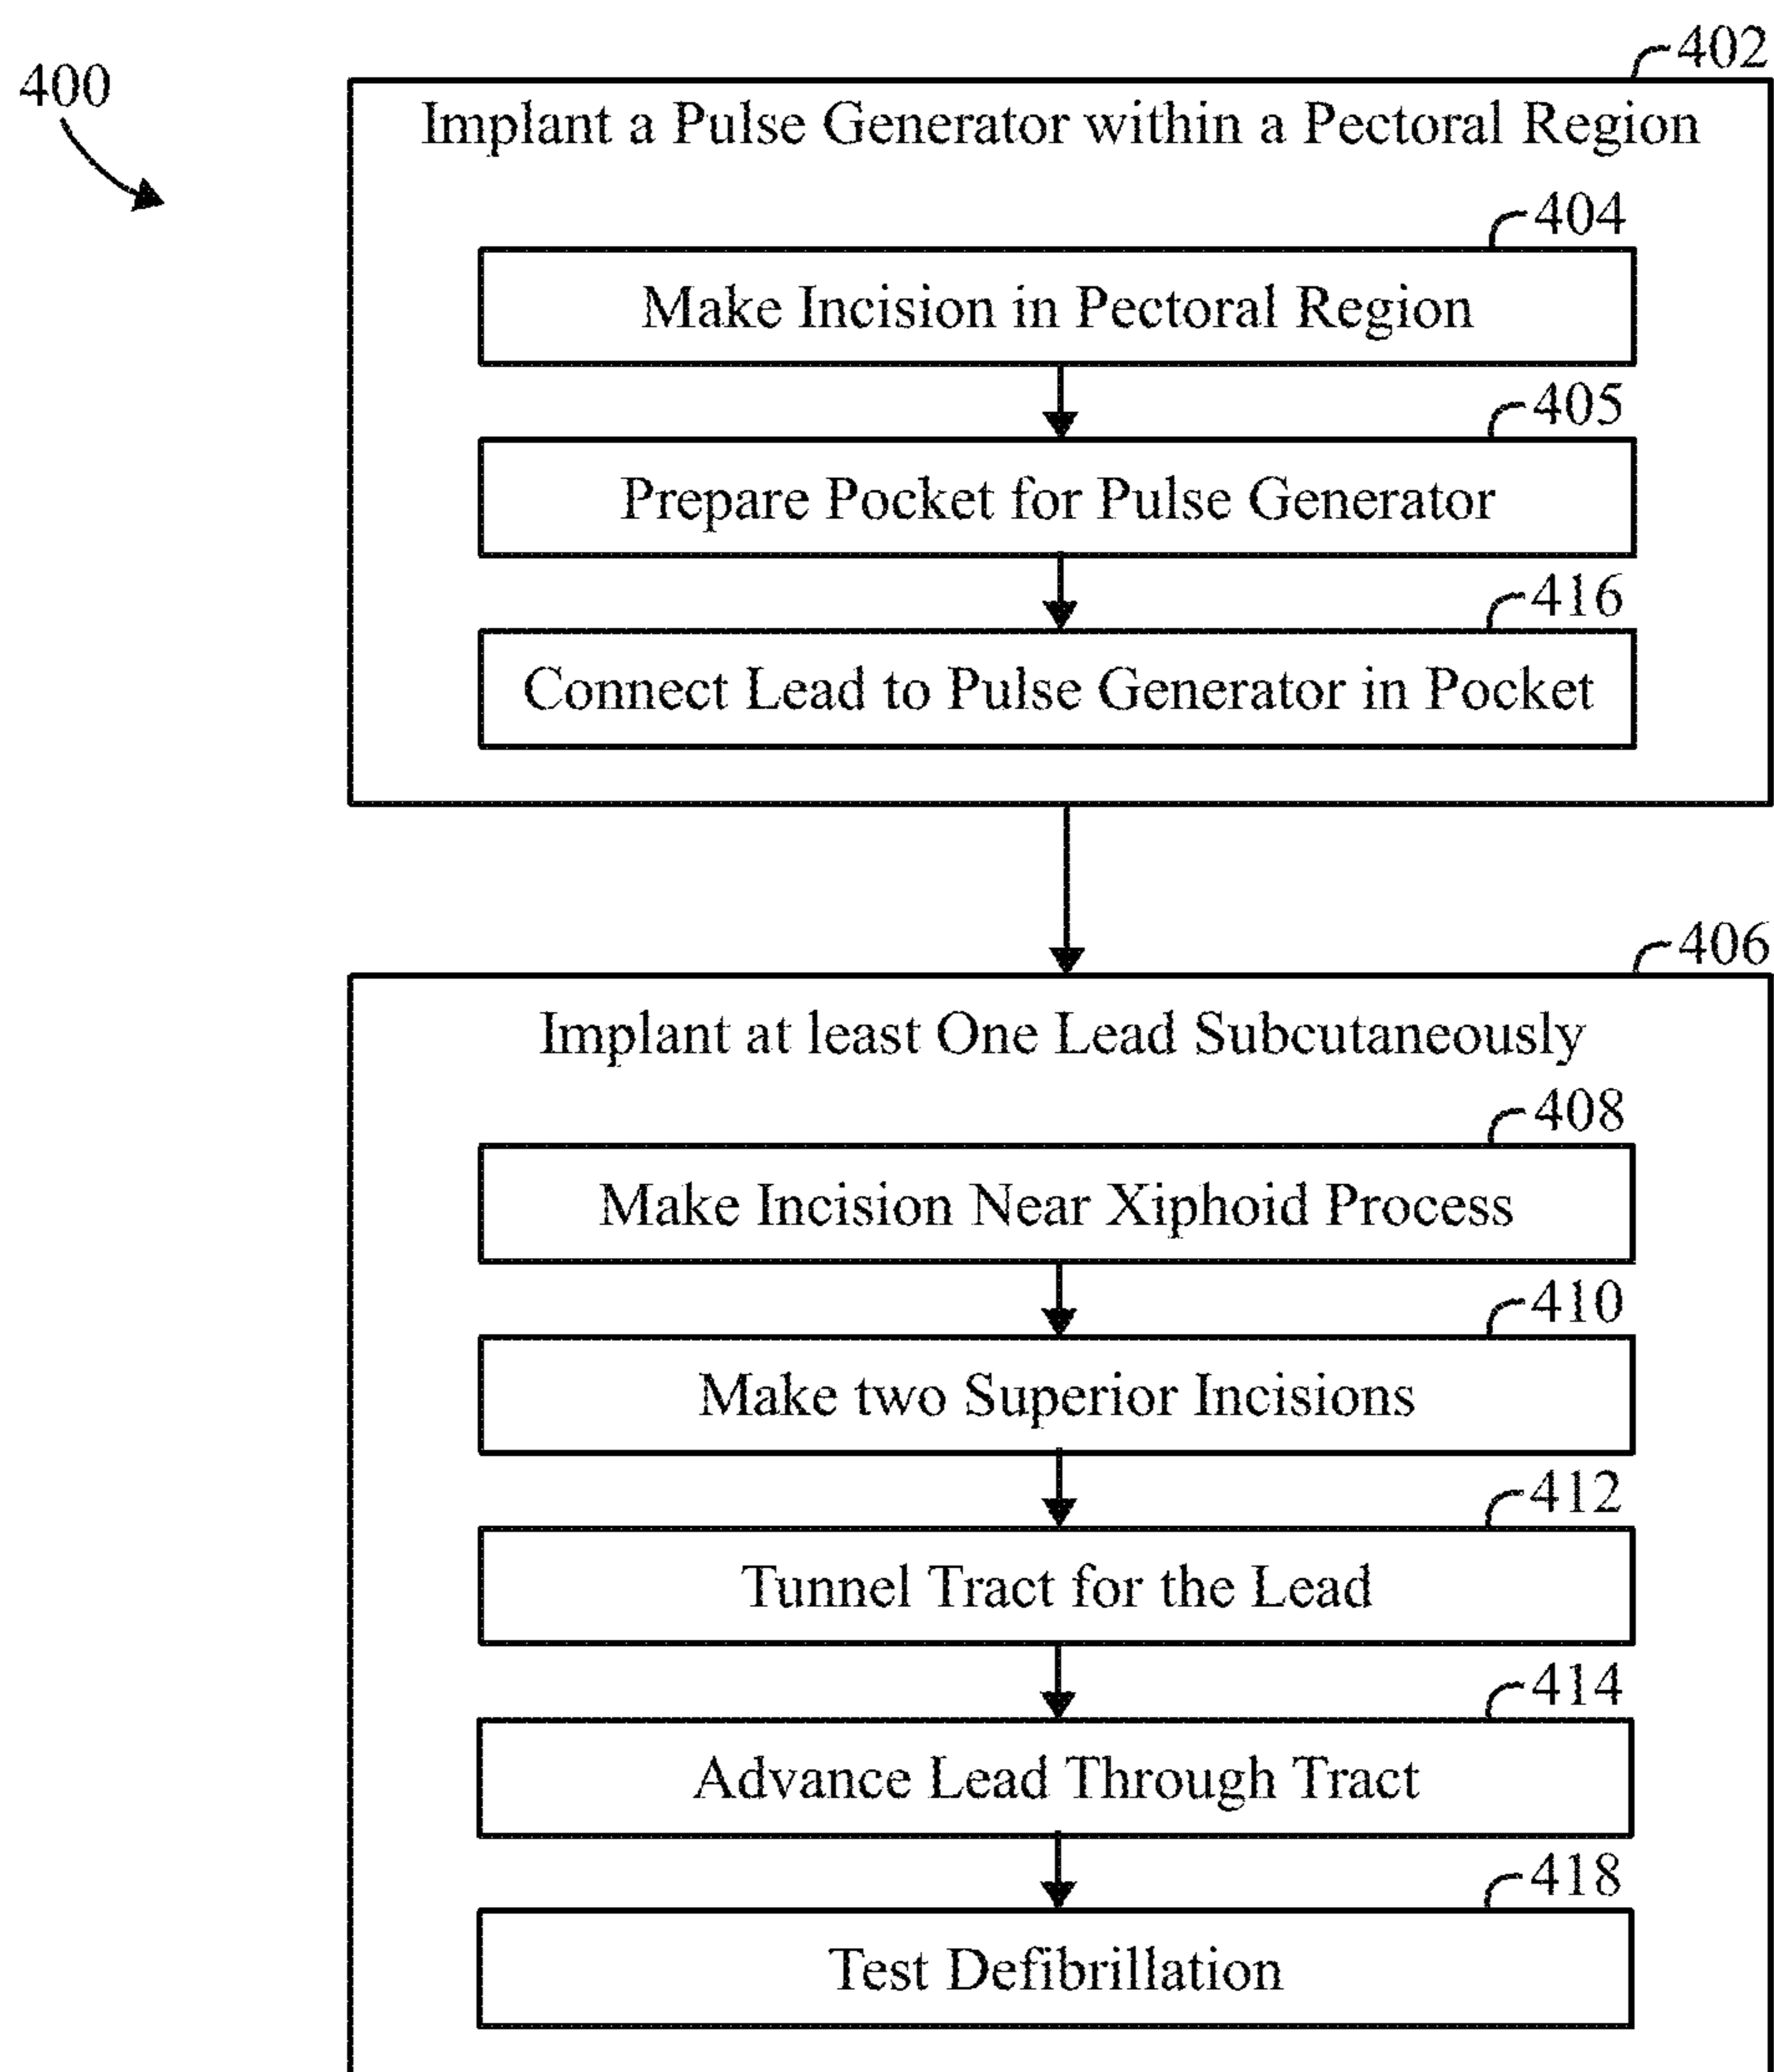 400
402
Implant a Pulse Generator within a Pectoral Region
404
Make Incision in Pectoral Region
405
Prepare Pocket for Pulse Generator
416
Connect Lead to Pulse Generator in Pocket
406
Implant at least One Lead Subcutaneously
408
Make Incision Near Xiphoid Process
410
Make two Superior Incisions
412
Tunnel Tract for the Lead
414
Advance Lead Through Tract
418
Test Defibrillation